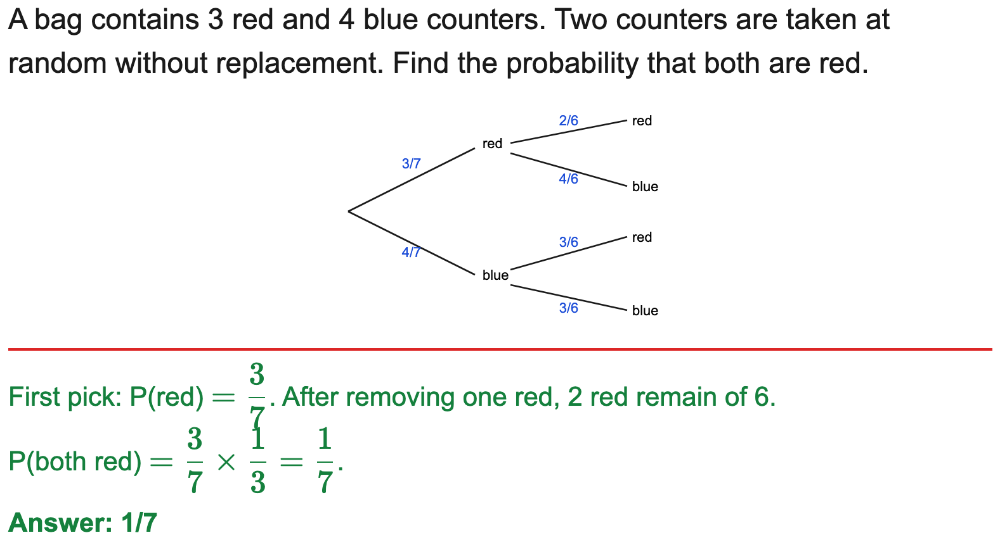 A bag contains 3 red and 4 blue counters. Two counters are taken at
random without replacement. Find the probability that both are red.
2/6 red
red
3/7
4/6
blue
red
3/6
4/7
blue
3/6
blue
First pick: P(red) = 3/7. After removing one red, 2 red remain of 6.
P(both red) = 3/7 × 1/3 = 1/7.
Answer: 1/7